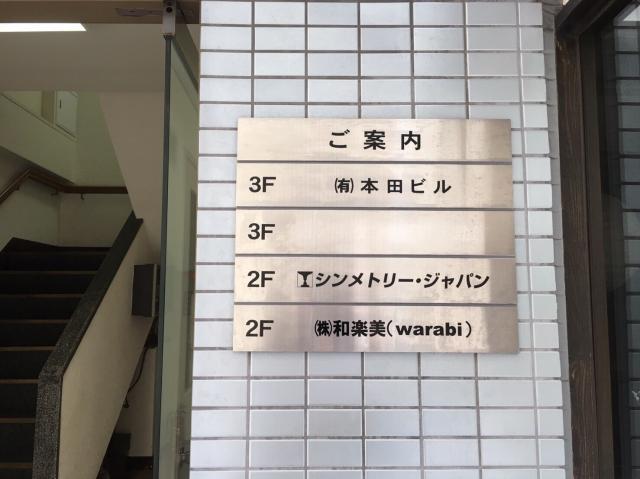 ご案内
3F ㈲本田ビル
3F
2F シンメトリー・ジャパン
2F ㈱和楽美(warabi)